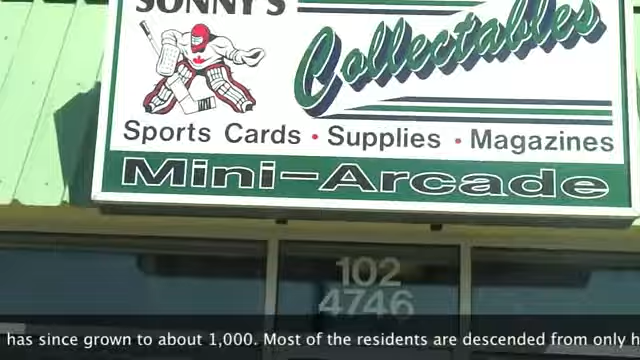 SONNY'S
Collectables
Sports Cards • Supplies • Magazines
Mini-Arcade
102
4746
has since grown to about 1,000. Most of the residents are descended from only